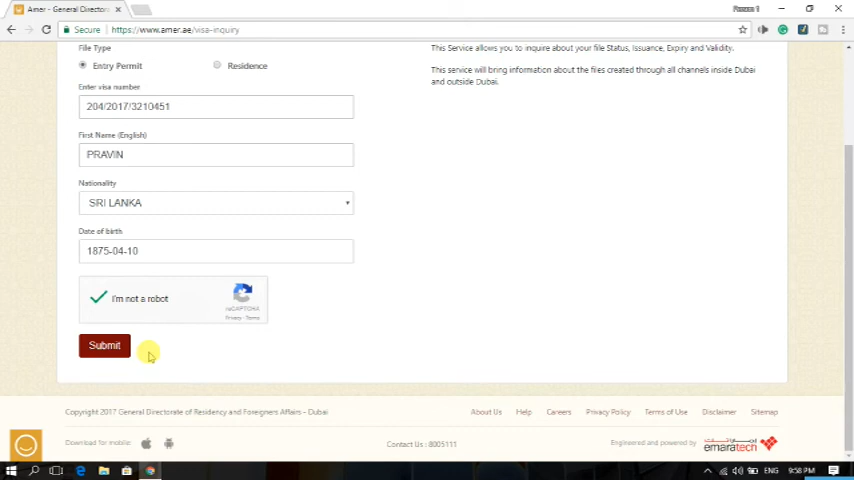 Amer - General Director
Secure | https://www.amer.ae/visa-inquiry
File Type
Entry Permit
Residence
Enter visa number
204/2017/3210451
First Name (English)
PRAVIN
Nationality
SRI LANKA
Date of birth
1875-04-10
I'm not a robot
reCAPTCHA
Privacy - Terms
Submit
This Service allows you to inquire about your file Status, Issuance, Expiry and Validity.
This service will bring information about the files created through all channels inside Dubai
and outside Dubai.
Copyright 2017 General Directorate of Residency and Foreigners Affairs - Dubai
About Us Help Careers Privacy Policy Terms of Use Disclaimer Sitemap
Download for mobile:
Contact Us : 8005111
Engineered and powered by
emaratech
ENG 9:58 PM